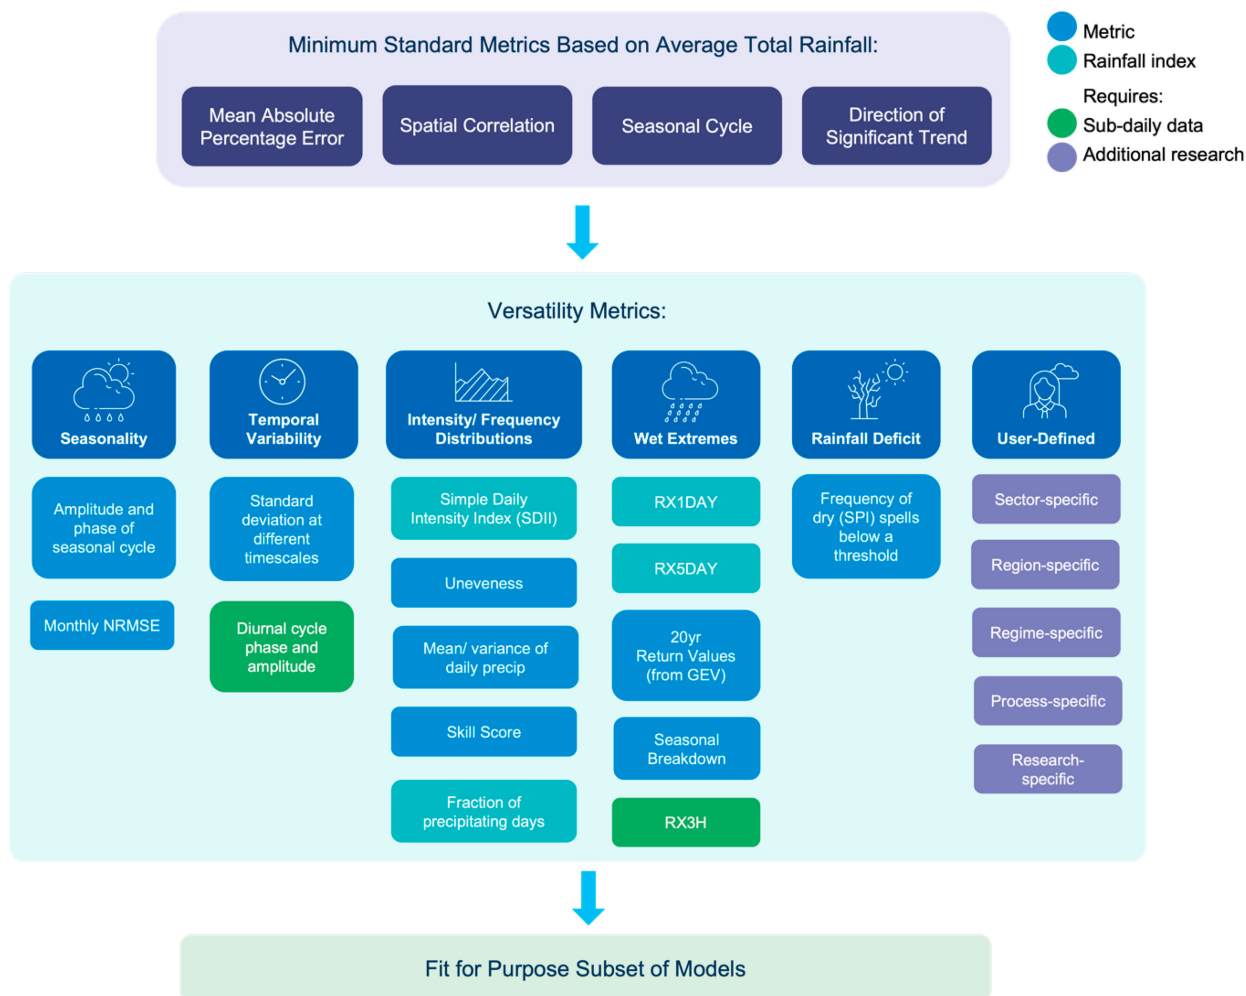 Minimum Standard Metrics Based on Average Total Rainfall:
Mean Absolute
Percentage Error
Spatial Correlation
Seasonal Cycle
Direction of
Significant Trend
Metric
Rainfall index
Requires:
Sub-daily data
Additional research
Versatility Metrics:
Seasonality
Temporal
Variability
Intensity/ Frequency
Distributions
Wet Extremes
Rainfall Deficit
User-Defined
Amplitude and
phase of
seasonal cycle
Monthly NRMSE
Standard
deviation at
different
timescales
Diurnal cycle
phase and
amplitude
Simple Daily
Intensity Index (SDII)
Uneveness
Mean/ variance of
daily precip
Skill Score
Fraction of
precipitating days
RX1DAY
RX5DAY
20yr
Return Values
(from GEV)
Seasonal
Breakdown
RX3H
Frequency of
dry (SPI) spells
below a
threshold
Sector-specific
Region-specific
Regime-specific
Process-specific
Research-
specific
Fit for Purpose Subset of Models